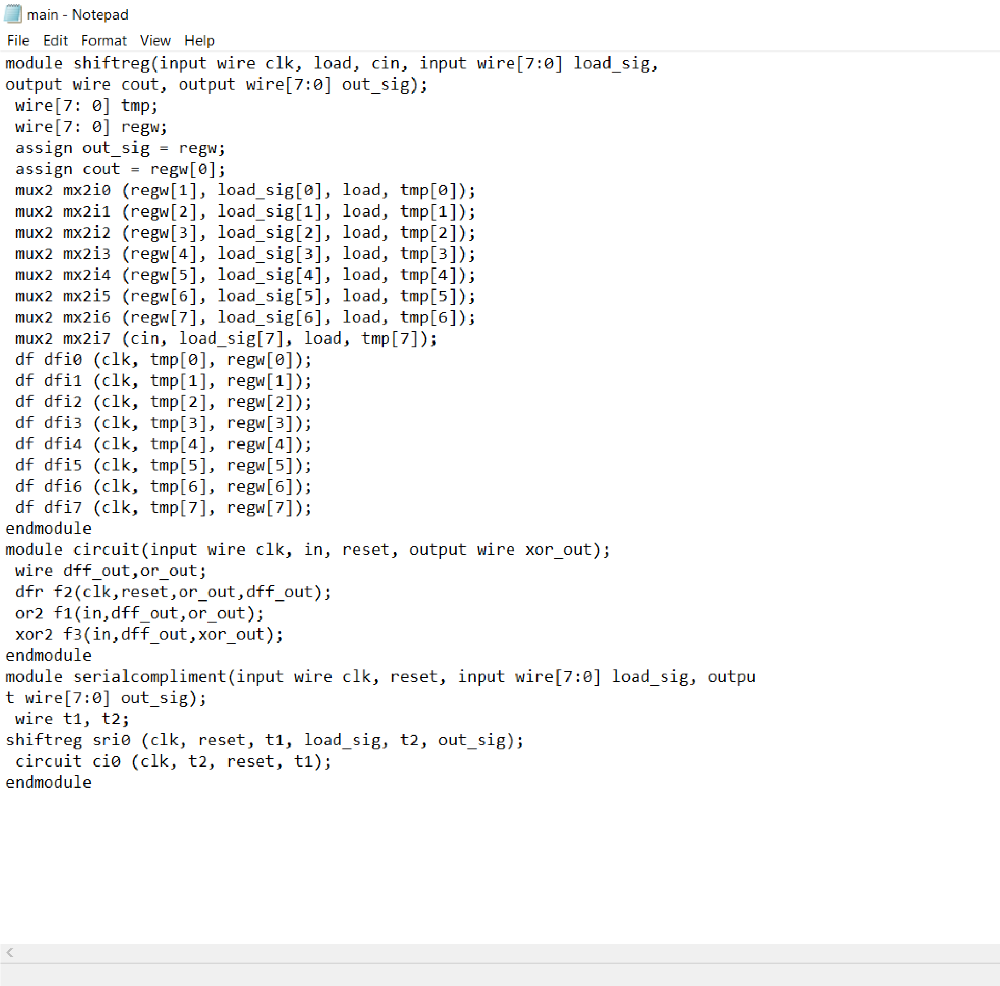 main - Notepad
File Edit Format View Help
module shiftreg(input wire clk, load, cin, input wire[7:0] load_sig,
output wire cout, output wire[7:0] out_sig);
 wire[7: 0] tmp;
 wire[7: 0] regw;
 assign out_sig = regw;
 assign cout = regw[0];
 mux2 mx2i0 (regw[1], load_sig[0], load, tmp[0]);
 mux2 mx2i1 (regw[2], load_sig[1], load, tmp[1]);
 mux2 mx2i2 (regw[3], load_sig[2], load, tmp[2]);
 mux2 mx2i3 (regw[4], load_sig[3], load, tmp[3]);
 mux2 mx2i4 (regw[5], load_sig[4], load, tmp[4]);
 mux2 mx2i5 (regw[6], load_sig[5], load, tmp[5]);
 mux2 mx2i6 (regw[7], load_sig[6], load, tmp[6]);
 mux2 mx2i7 (cin, load_sig[7], load, tmp[7]);
 df dfi0 (clk, tmp[0], regw[0]);
 df dfi1 (clk, tmp[1], regw[1]);
 df dfi2 (clk, tmp[2], regw[2]);
 df dfi3 (clk, tmp[3], regw[3]);
 df dfi4 (clk, tmp[4], regw[4]);
 df dfi5 (clk, tmp[5], regw[5]);
 df dfi6 (clk, tmp[6], regw[6]);
 df dfi7 (clk, tmp[7], regw[7]);
endmodule
module circuit(input wire clk, in, reset, output wire xor_out);
 wire dff_out,or_out;
 dfr f2(clk,reset,or_out,dff_out);
 or2 f1(in,dff_out,or_out);
 xor2 f3(in,dff_out,xor_out);
endmodule
module serialcompliment(input wire clk, reset, input wire[7:0] load_sig, outpu
t wire[7:0] out_sig);
 wire t1, t2;
shiftreg sri0 (clk, reset, t1, load_sig, t2, out_sig);
 circuit ci0 (clk, t2, reset, t1);
endmodule